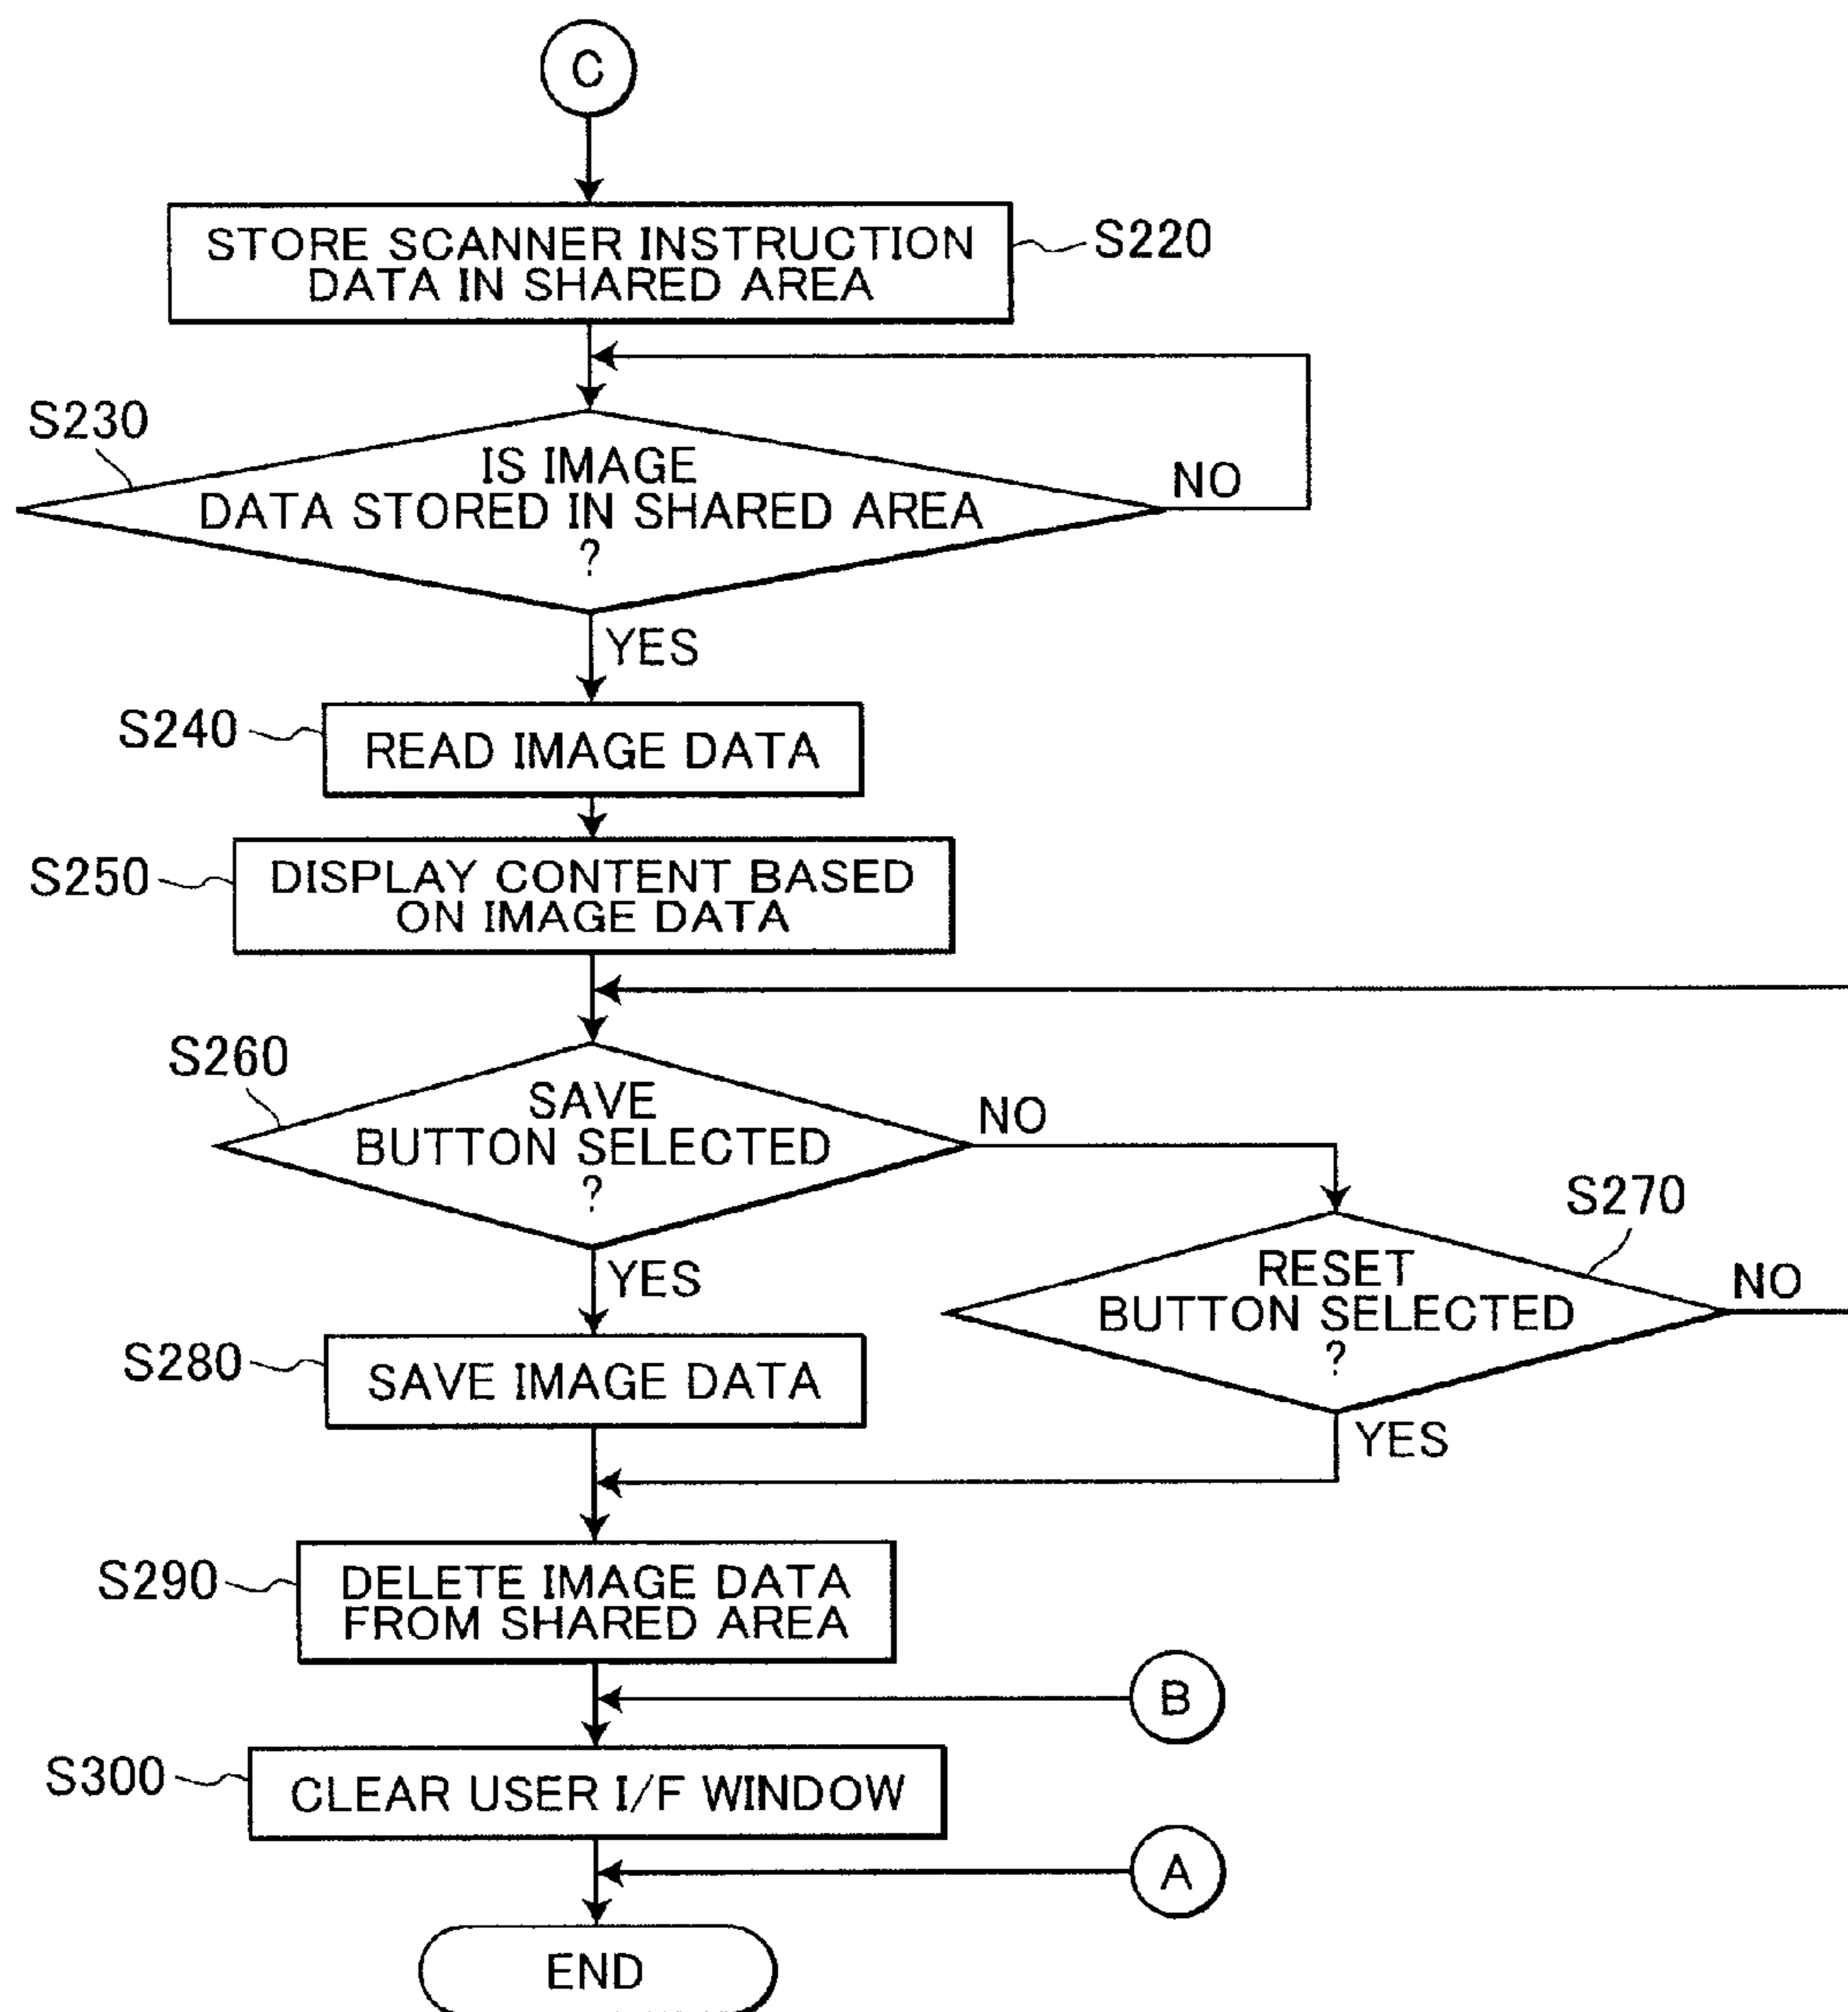 C
STORE SCANNER INSTRUCTION
DATA IN SHARED AREA
S220
S230
IS IMAGE
DATA STORED IN SHARED AREA
?
NO
YES
S240
READ IMAGE DATA
S250
DISPLAY CONTENT BASED
ON IMAGE DATA
S260
SAVE
BUTTON SELECTED
?
NO
YES
S270
RESET
BUTTON SELECTED
?
NO
YES
S280
SAVE IMAGE DATA
S290
DELETE IMAGE DATA
FROM SHARED AREA
B
S300
CLEAR USER I/F WINDOW
A
END